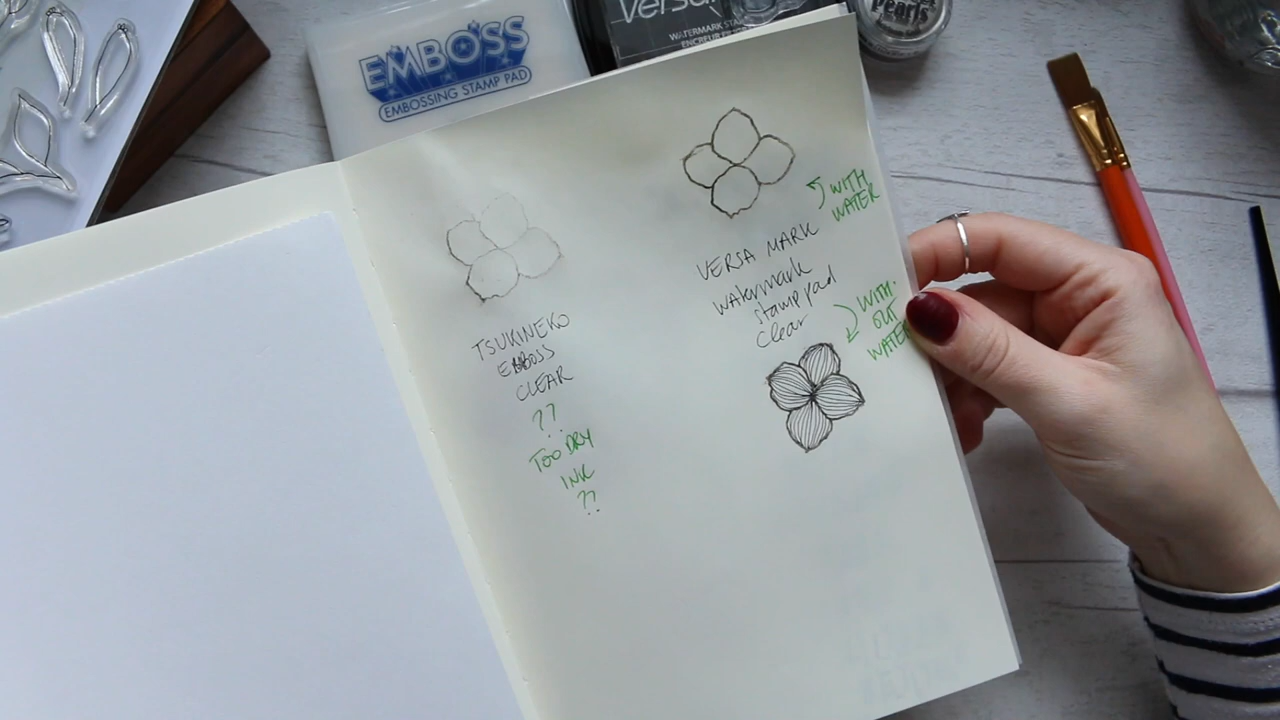 EMBOSS
EMBOSSING STAMP PAD
WATERMARK
Pearls
TSUKINEKO
EMBOSS
CLEAR
??
TOO DRY
INK
??
WITH
WATER
VERSA MARK
watermark
stamp pad
clear
WITH
OUT
WATER